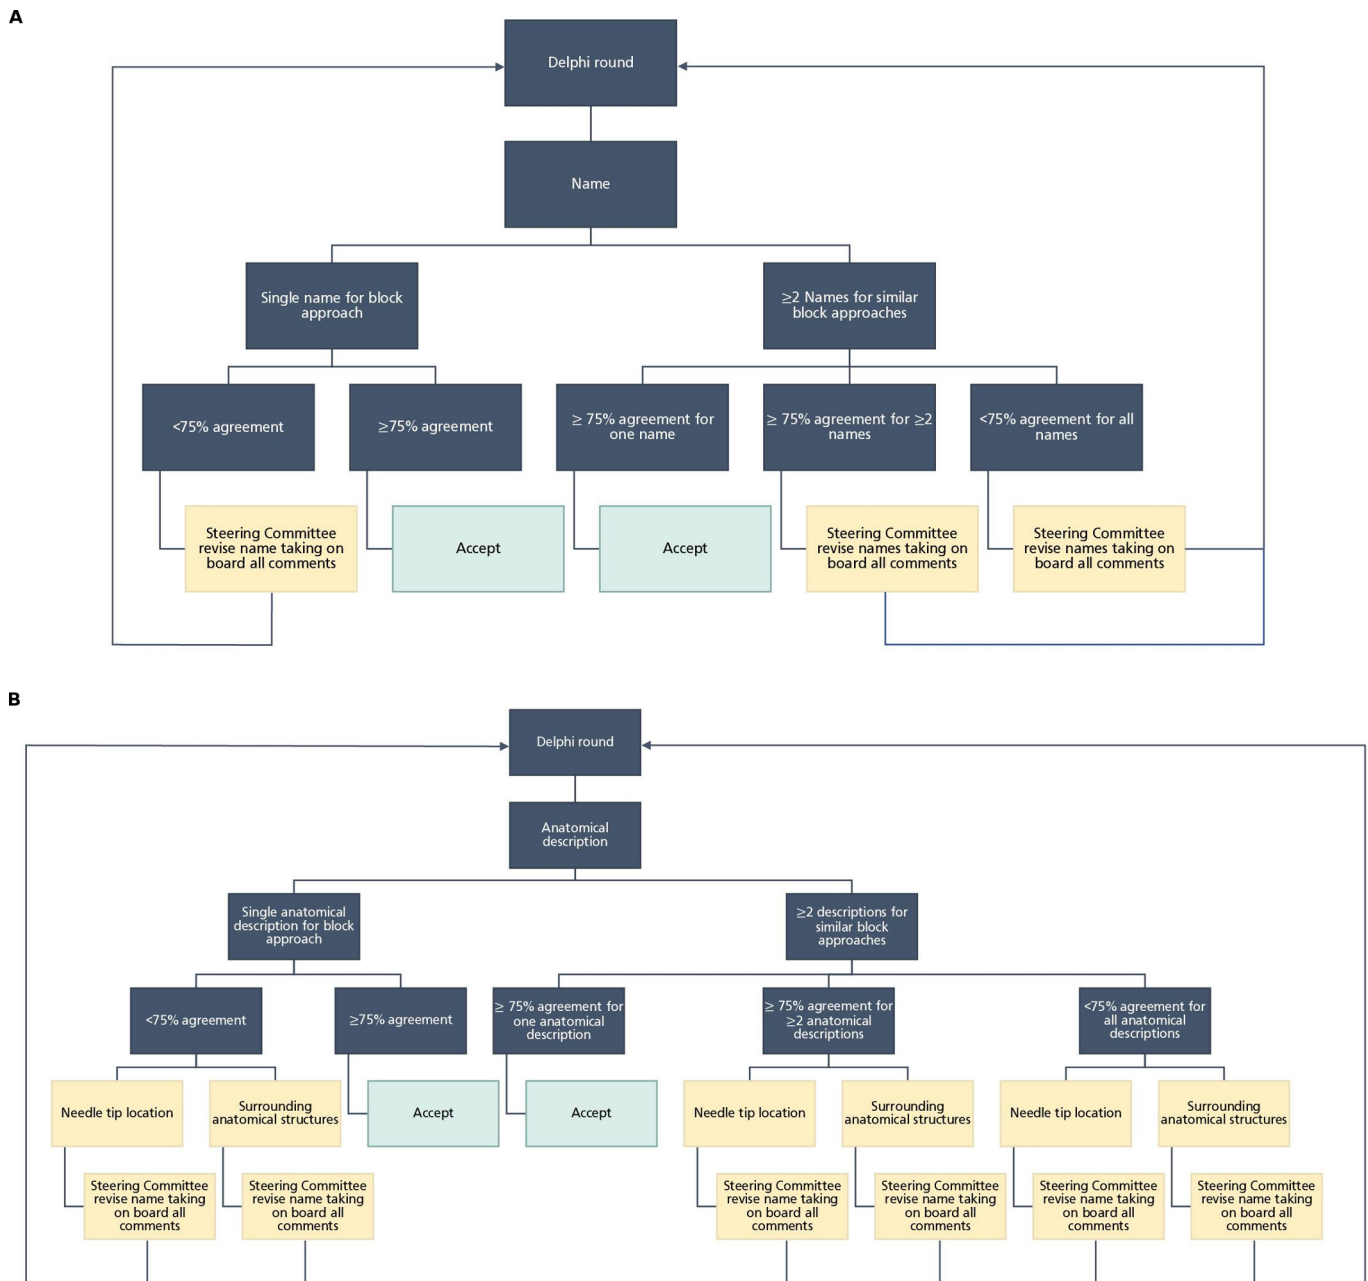 A
Delphi round
Name
Single name for block
approach
≥2 Names for similar
block approaches
<75% agreement
≥75% agreement
≥ 75% agreement for
one name
≥ 75% agreement for ≥2
names
<75% agreement for all
names
Steering Committee
revise name taking on
board all comments
Accept
Accept
Steering Committee
revise names taking on
board all comments
Steering Committee
revise names taking on
board all comments
B
Delphi round
Anatomical
description
Single anatomical
description for block
approach
≥2 descriptions for
similar block
approaches
<75% agreement
≥75% agreement
≥ 75% agreement for
one anatomical
description
≥ 75% agreement for
≥2 anatomical
descriptions
<75% agreement for
all anatomical
descriptions
Needle tip location
Surrounding
anatomical structures
Accept
Accept
Needle tip location
Surrounding
anatomical structures
Needle tip location
Surrounding
anatomical structures
Steering Committee
revise name taking
on board all
comments
Steering Committee
revise name taking
on board all
comments
Steering Committee
revise name taking
on board all
comments
Steering Committee
revise name taking
on board all
comments
Steering Committee
revise name taking
on board all
comments
Steering Committee
revise name taking
on board all
comments